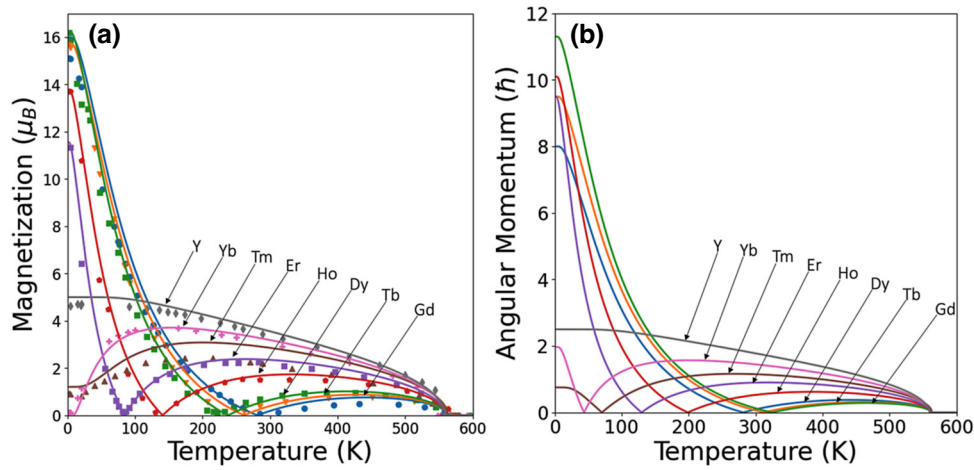 (a)
Magnetization (μB)
16
14
12
10
8
6
4
2
0
Y
Yb
Tm
Er
Ho
Dy
Tb
Gd
0 100 200 300 400 500 600
Temperature (K)
(b)
Angular Momentum (ℏ)
12
10
8
6
4
2
0
Y
Yb
Tm
Er
Ho
Dy
Tb
Gd
0 100 200 300 400 500 600
Temperature (K)